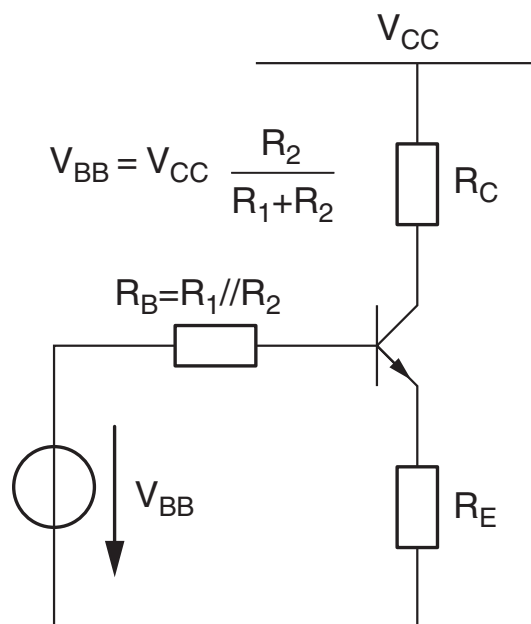 V_CC
V_BB = V_CC R_2 / R_1+R_2
R_C
R_B=R_1//R_2
V_BB
R_E